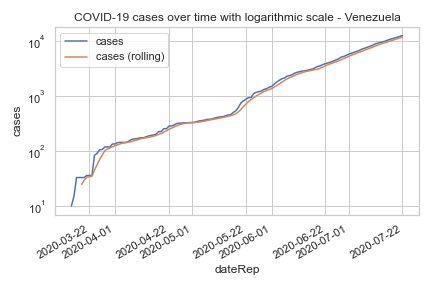 COVID-19 cases over time with logarithmic scale - Venezuela
cases
cases (rolling)
10⁴
10³
10²
10¹
cases
2020-03-22
2020-04-01
2020-04-22
2020-05-01
2020-05-22
2020-06-01
2020-06-22
2020-07-01
2020-07-22
dateRep